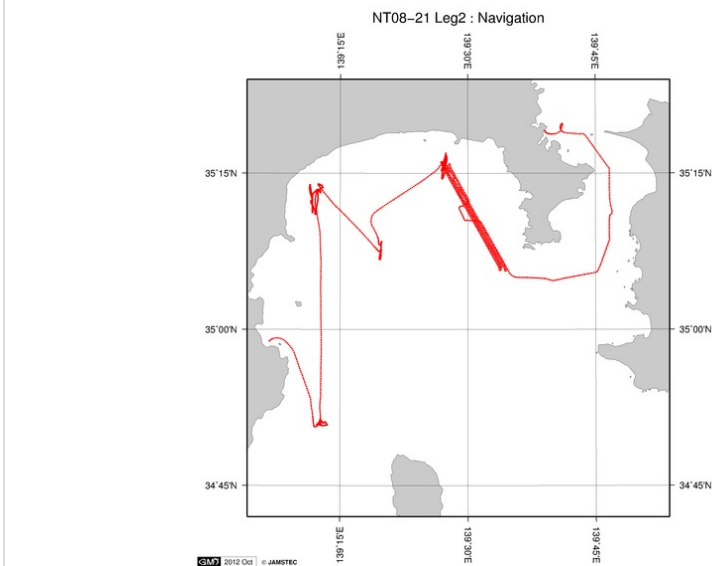 NT08−21 Leg2 : Navigation
139˚15'E 139˚30'E 139˚45'E
35˚15'N 35˚15'N
35˚00'N 35˚00'N
34˚45'N 34˚45'N
139˚15'E 139˚30'E 139˚45'E
GMD 2012 Oct © JAMSTEC